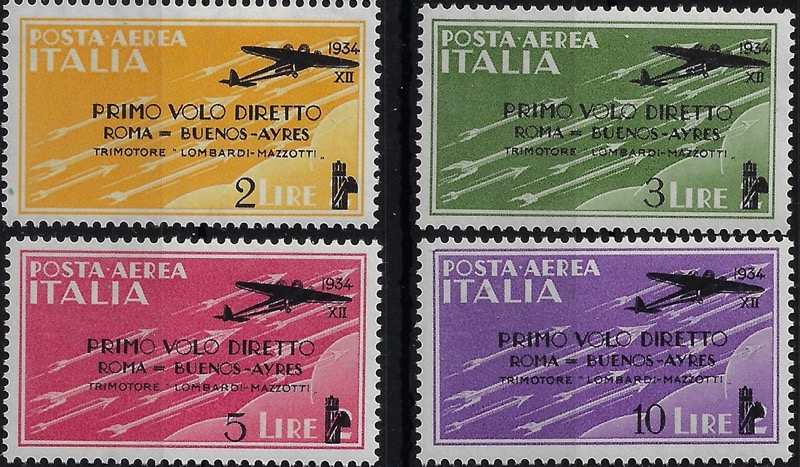 POSTA·AEREA
ITALIA
1934
XII
PRIMO VOLO DIRETTO
ROMA = BUENOS-AYRES
TRIMOTORE "LOMBARDI-MAZZOTTI„
2 LIRE
POSTA·AEREA
ITALIA
1934
XII
PRIMO VOLO DIRETTO
ROMA = BUENOS-AYRES
TRIMOTORE "LOMBARDI-MAZZOTTI„
3 LIRE
POSTA·AEREA
ITALIA
1934
XII
PRIMO VOLO DIRETTO
ROMA = BUENOS-AYRES
TRIMOTORE "LOMBARDI-MAZZOTTI„
5 LIRE
POSTA·AEREA
ITALIA
1934
XII
PRIMO VOLO DIRETTO
ROMA = BUENOS-AYRES
TRIMOTORE "LOMBARDI-MAZZOTTI„
10 LIRE